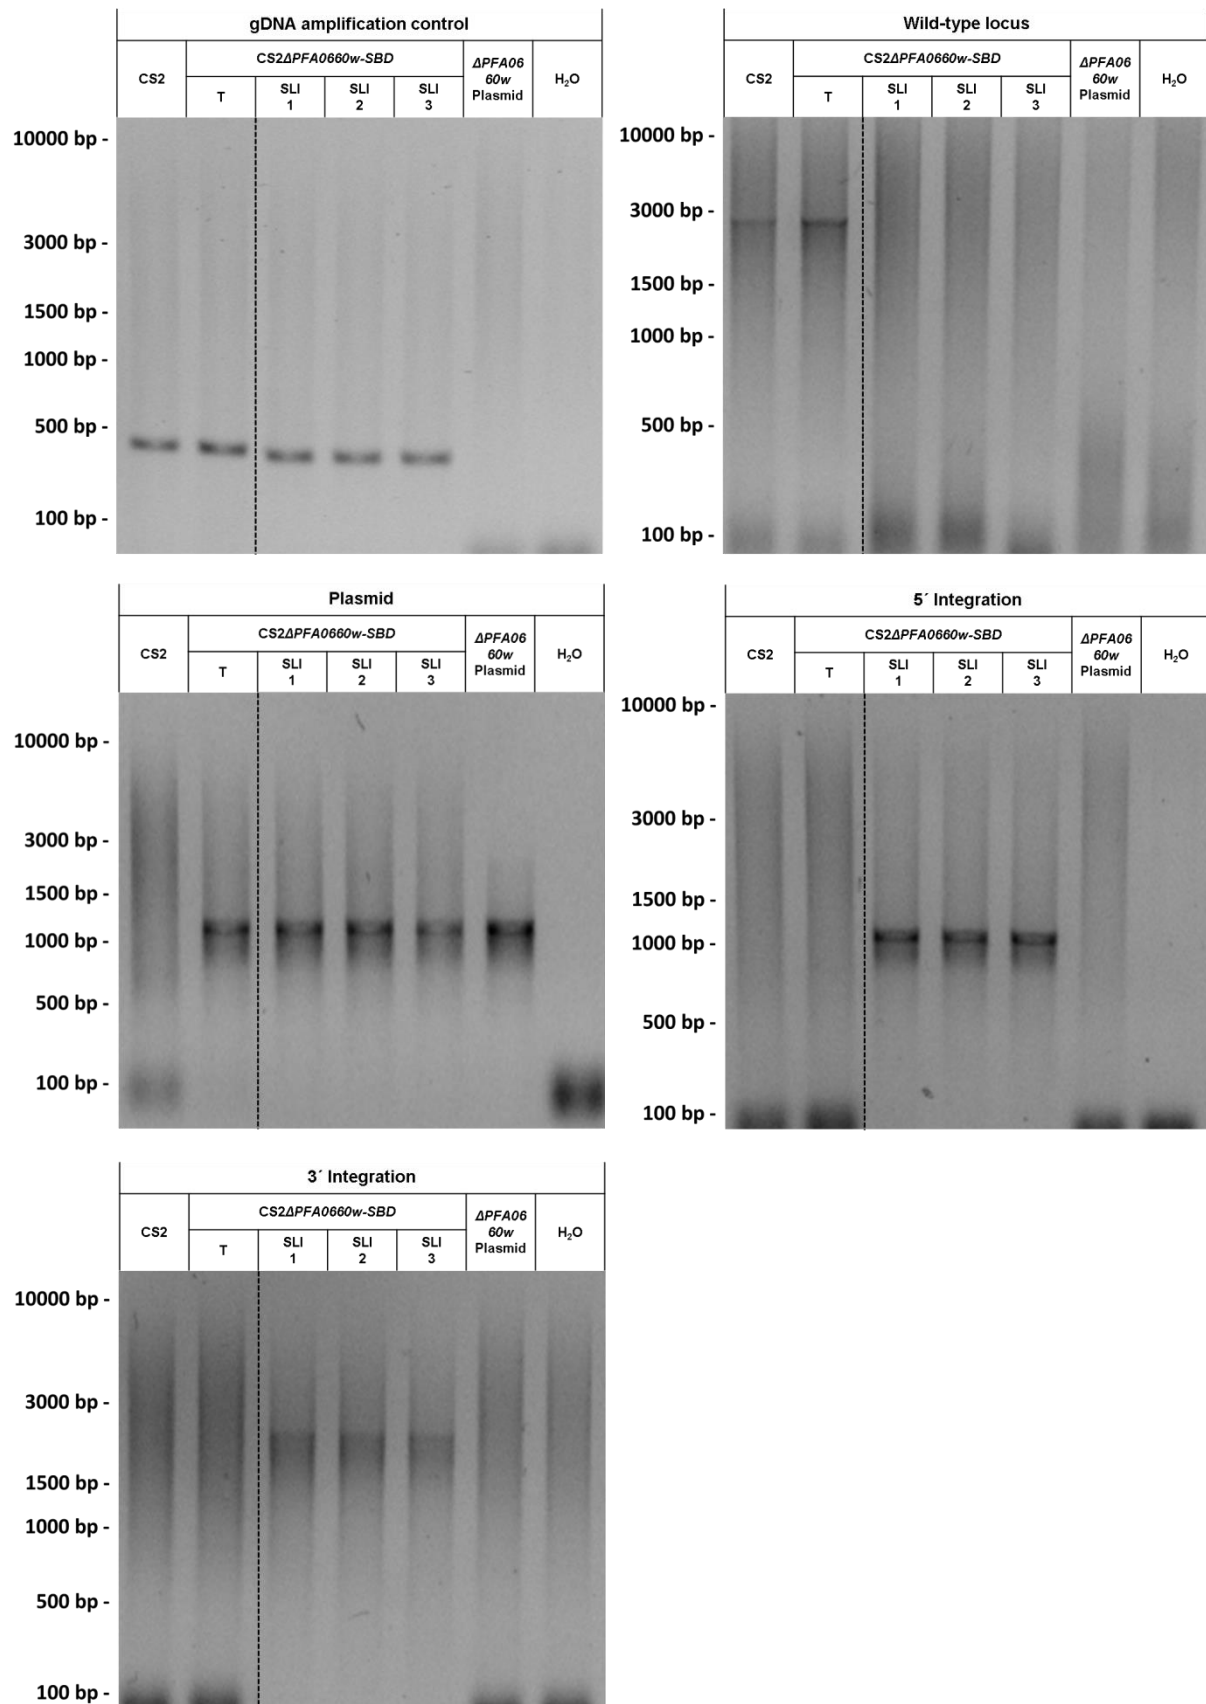 gDNA amplification control
CS2
CS2ΔPFA0660w-SBD
ΔPFA06
60w
Plasmid
H₂O
T
SLI
1
SLI
2
SLI
3
10000 bp -
3000 bp -
1500 bp -
1000 bp -
500 bp -
100 bp -
Wild-type locus
CS2
CS2ΔPFA0660w-SBD
ΔPFA06
60w
Plasmid
H₂O
T
SLI
1
SLI
2
SLI
3
10000 bp -
3000 bp -
1500 bp -
1000 bp -
500 bp -
100 bp -
Plasmid
CS2
CS2ΔPFA0660w-SBD
ΔPFA06
60w
Plasmid
H₂O
T
SLI
1
SLI
2
SLI
3
10000 bp -
3000 bp -
1500 bp -
1000 bp -
500 bp -
100 bp -
5´ Integration
CS2
CS2ΔPFA0660w-SBD
ΔPFA06
60w
Plasmid
H₂O
T
SLI
1
SLI
2
SLI
3
10000 bp -
3000 bp -
1500 bp -
1000 bp -
500 bp -
100 bp -
3´ Integration
CS2
CS2ΔPFA0660w-SBD
ΔPFA06
60w
Plasmid
H₂O
T
SLI
1
SLI
2
SLI
3
10000 bp -
3000 bp -
1500 bp -
1000 bp -
500 bp -
100 bp -